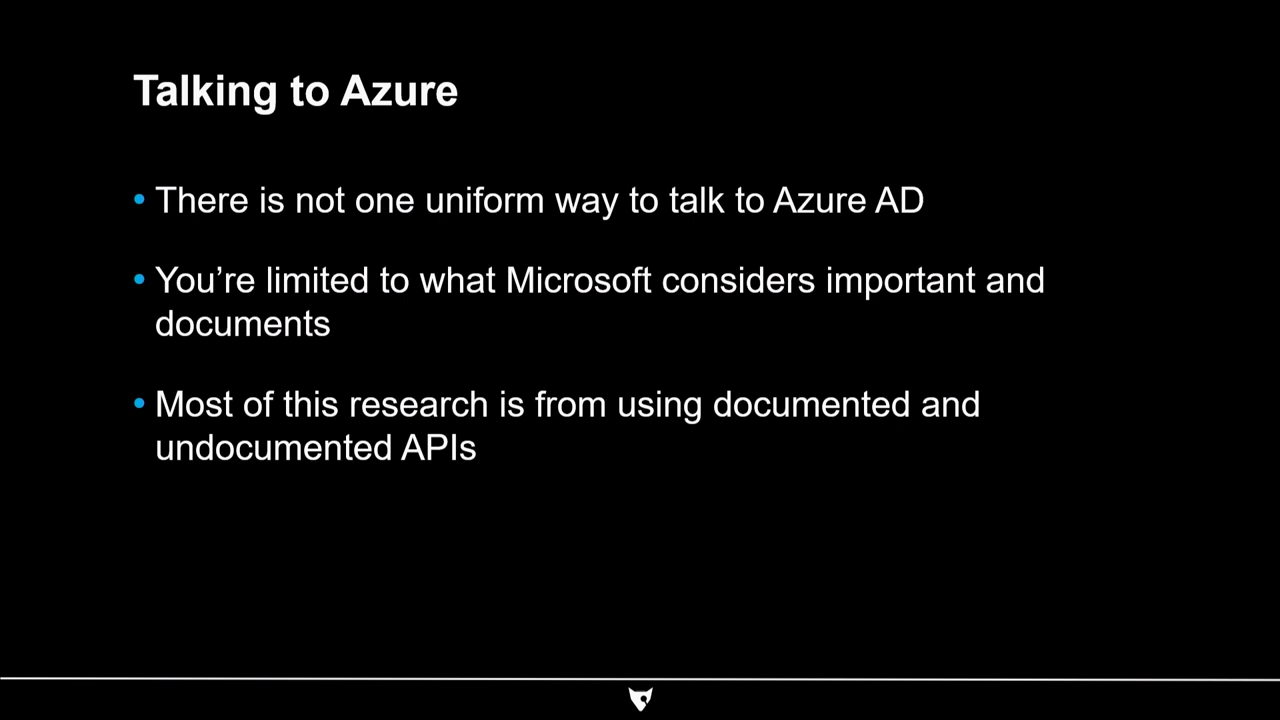 Talking to Azure
• There is not one uniform way to talk to Azure AD
• You’re limited to what Microsoft considers important and
documents
• Most of this research is from using documented and
undocumented APIs